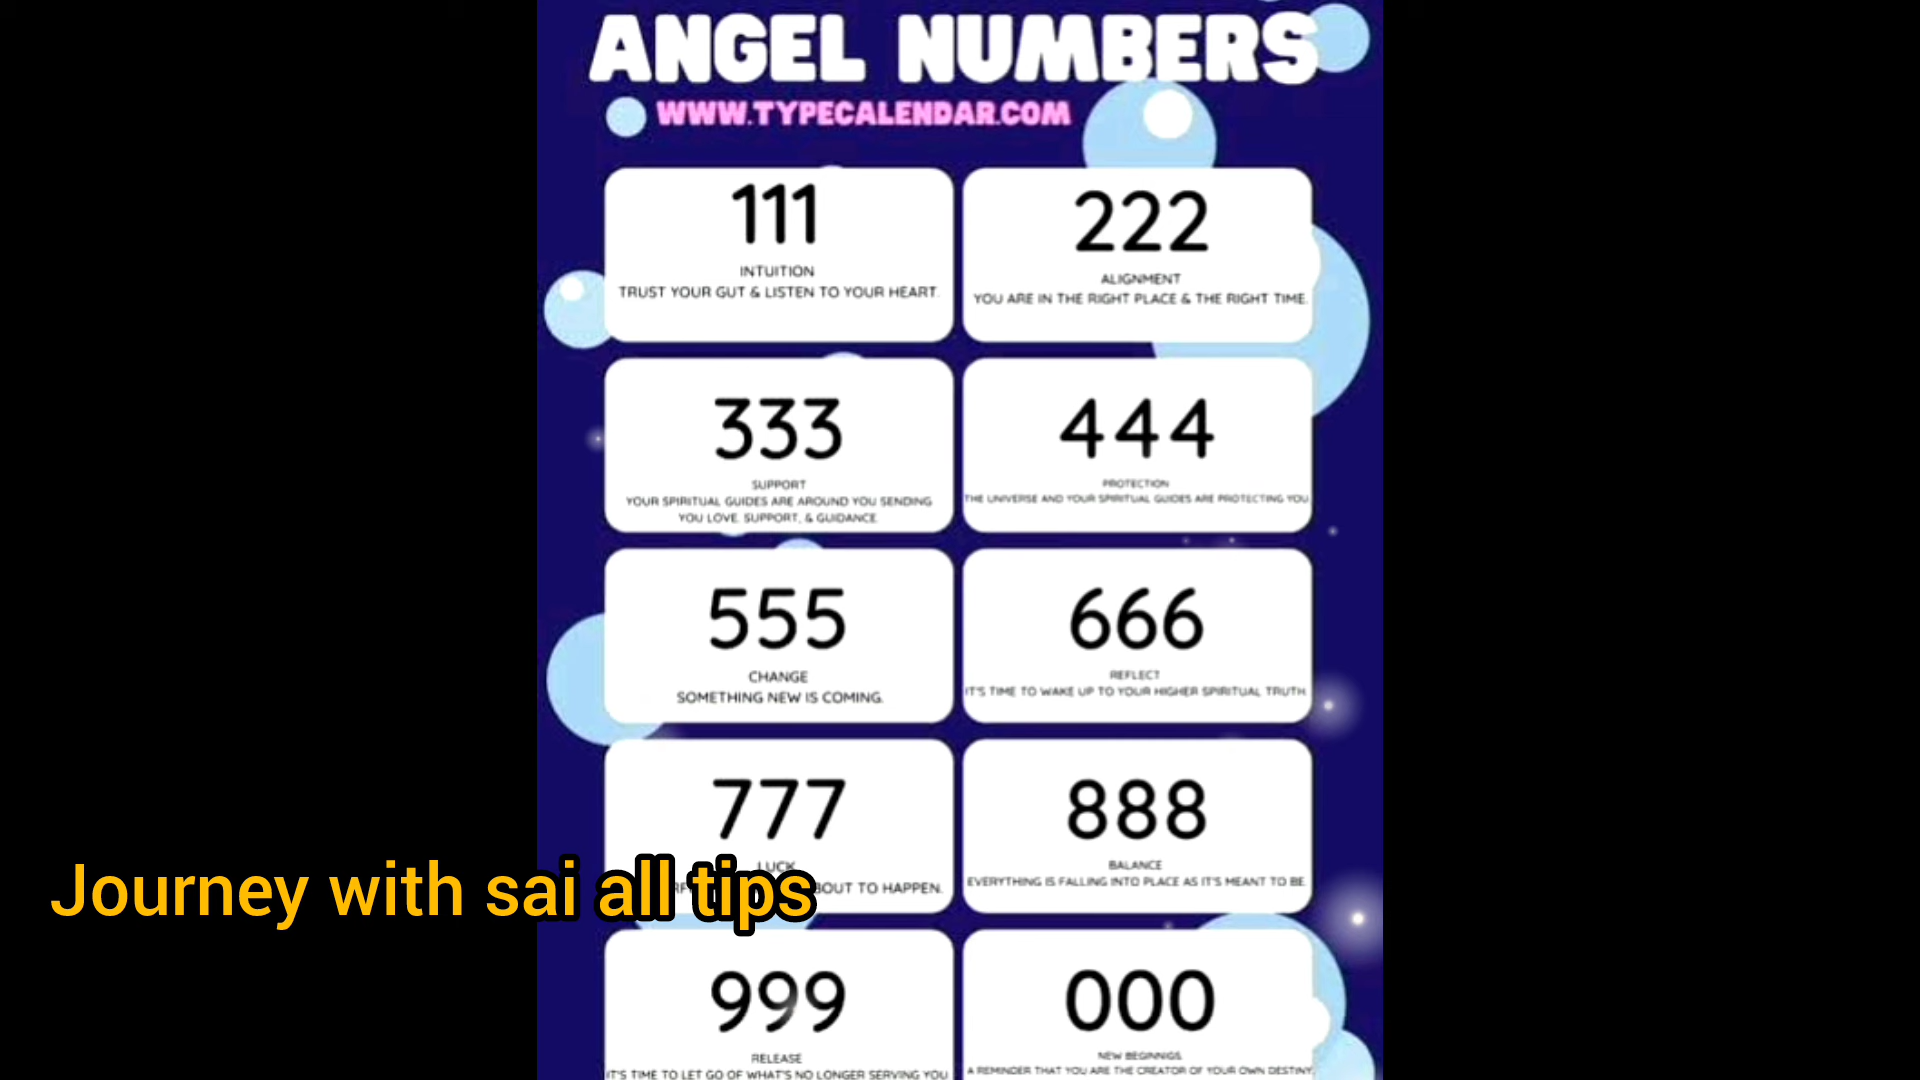 ANGEL NUMBERS
WWW.TYPECALENDAR.COM
111
INTUITION
TRUST YOUR GUT & LISTEN TO YOUR HEART.
222
ALIGNMENT
YOU ARE IN THE RIGHT PLACE & THE RIGHT TIME.
333
SUPPORT
YOUR SPIRITUAL GUIDES ARE AROUND YOU SENDING
YOU LOVE, SUPPORT, & GUIDANCE
444
PROTECTION
THE UNIVERSE AND YOUR SPIRITUAL GUIDES ARE PROTECTING YOU
555
CHANGE
SOMETHING NEW IS COMING.
666
REFLECT
IT'S TIME TO WAKE UP TO YOUR HIGHER SPIRITUAL TRUTH
777
LUCK
TO HAPPEN.
888
BALANCE
EVERYTHING IS FALLING INTO PLACE AS IT'S MEANT TO BE.
Journey with sai all tips
999
RELEASE
IT'S TIME TO LET GO OF WHAT'S NO LONGER SERVING YOU
000
NEW BEGINNIGS.
A REMINDER THAT YOU ARE THE CREATOR OF YOUR OWN DESTINY